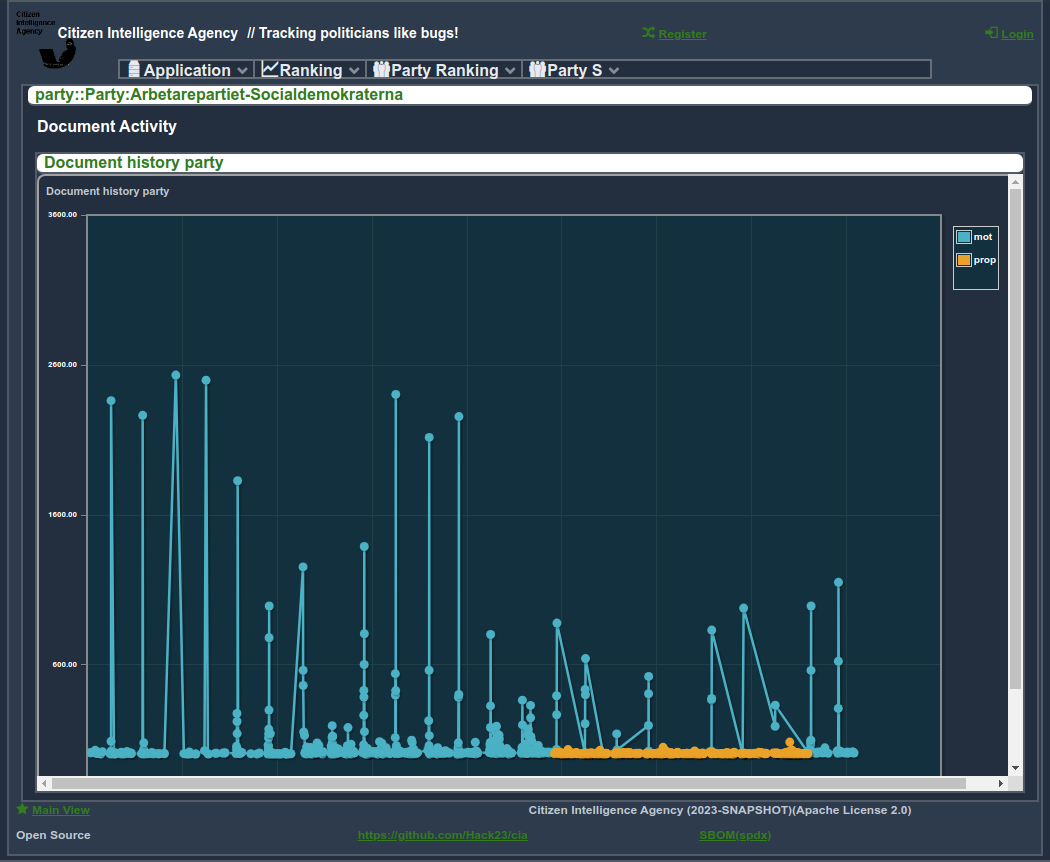 Citizen
Intelligence
Agency
Citizen Intelligence Agency // Tracking politicians like bugs!
Register
Login
Application
Ranking
Party Ranking
Party S
party::Party:Arbetarepartiet-Socialdemokraterna
Document Activity
Document history party
Document history party
3600.00
mot
prop
2600.00
1600.00
600.00
Main View
Citizen Intelligence Agency (2023-SNAPSHOT)(Apache License 2.0)
Open Source
https://github.com/Hack23/cia
SBOM(spdx)